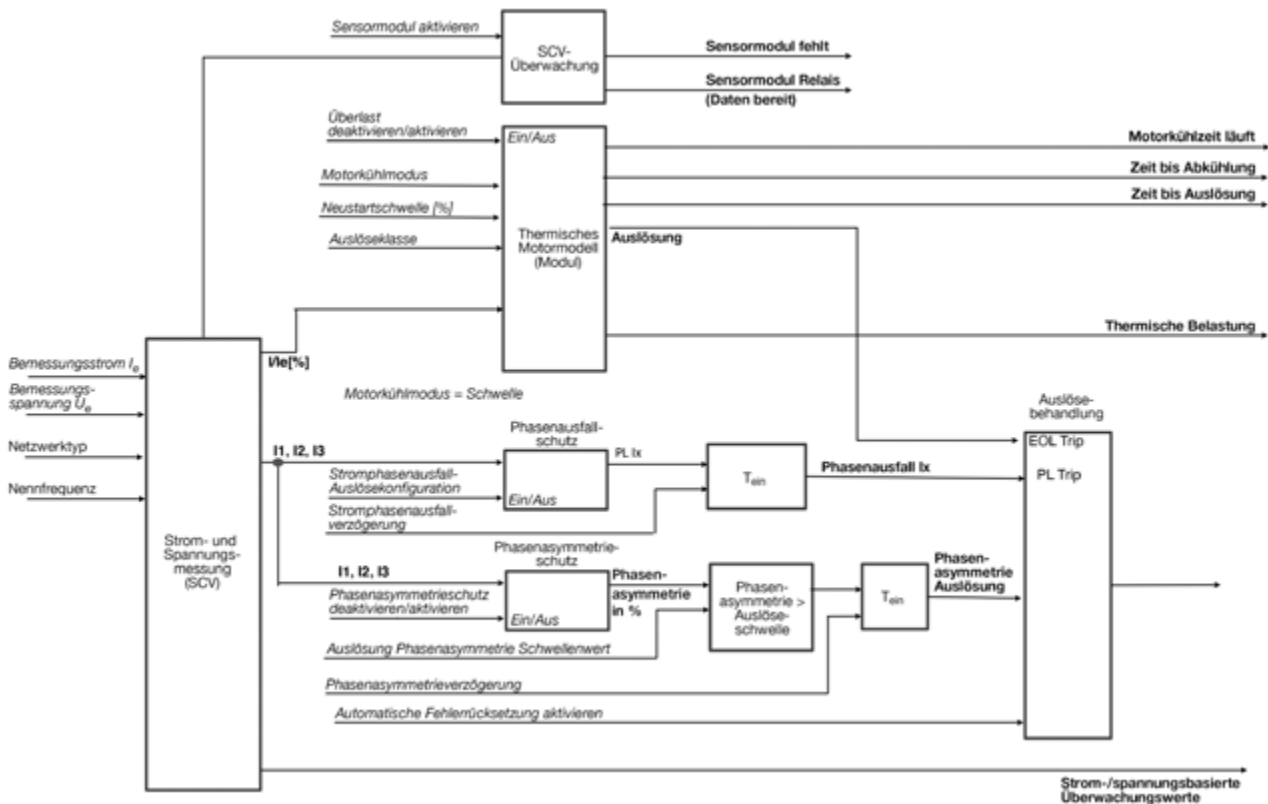 Sensormodul aktivieren
SCV-
Überwachung
Sensormodul fehlt
Sensormodul Relais
(Daten bereit)
Überlast
deaktivieren/aktivieren
Ein/Aus
Motorkühlmodus
Neustartschwelle [%]
Auslöseklasse
Thermisches
Motormodell
(Modul)
Motorkühlzeit läuft
Zeit bis Abkühlung
Zeit bis Auslösung
Auslösung
Thermische Belastung
I/Ie[%]
Bemessungsstrom Ie
Bemessungs-
spannung Ue
Netzwerktyp
Nennfrequenz
Strom- und
Spannungs-
messung
(SCV)
Motorkühlmodus = Schwelle
Phasenausfall-
schutz
I1, I2, I3
Stromphasenausfall-
Auslösekonfiguration
Ein/Aus
Stromphasenausfall-
verzögerung
PL Ix
Tein
Phasenausfall Ix
Auslöse-
behandlung
EOL Trip
PL Trip
Phasenasymmetrie-
schutz
I1, I2, I3
Phasenasymmetrieschutz
deaktivieren/aktivieren
Ein/Aus
Phasen-
asymmetrie
in %
Phasen-
asymmetrie >
Auslöse-
schwelle
Tein
Phasen-
asymmetrie
Auslösung
Auslösung Phasenasymmetrie Schwellenwert
Phasenasymmetrieverzögerung
Automatische Fehlerrücksetzung aktivieren
Strom-/spannungsbasierte
Überwachungswerte